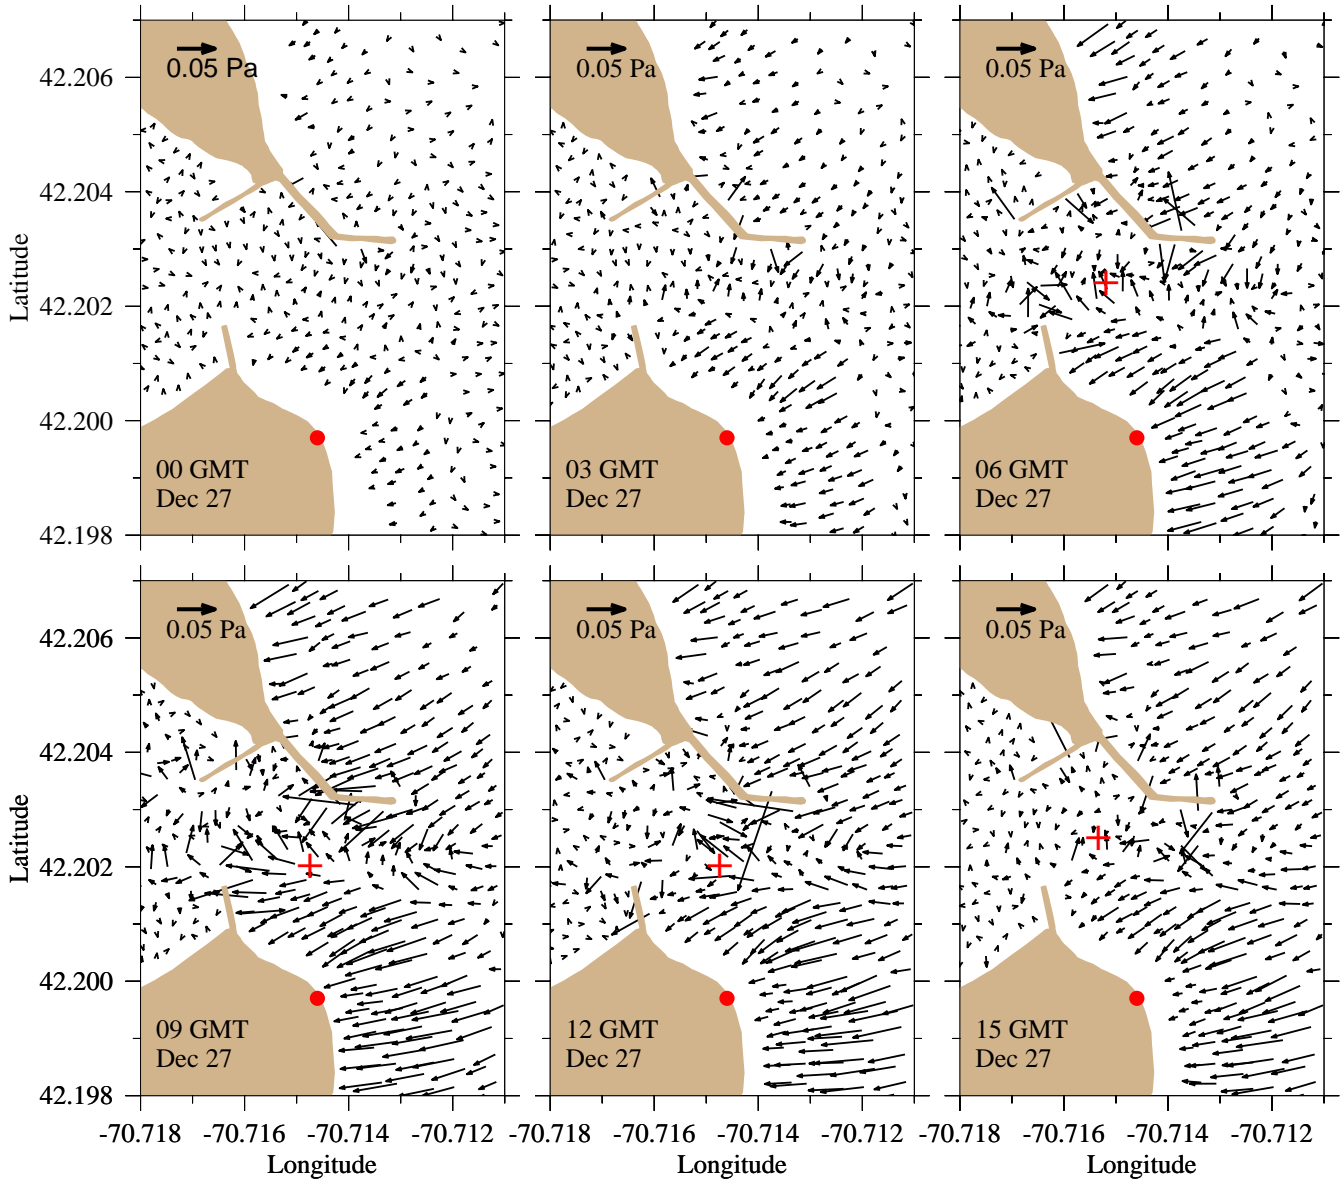 0.05 Pa
0.05 Pa
0.05 Pa
42.206
42.204
42.202
42.200
42.198
Latitude
00 GMT
Dec 27
03 GMT
Dec 27
06 GMT
Dec 27
0.05 Pa
0.05 Pa
0.05 Pa
42.206
42.204
42.202
42.200
42.198
Latitude
09 GMT
Dec 27
12 GMT
Dec 27
15 GMT
Dec 27
-70.718 -70.716 -70.714 -70.712
-70.718 -70.716 -70.714 -70.712
-70.718 -70.716 -70.714 -70.712
Longitude
Longitude
Longitude